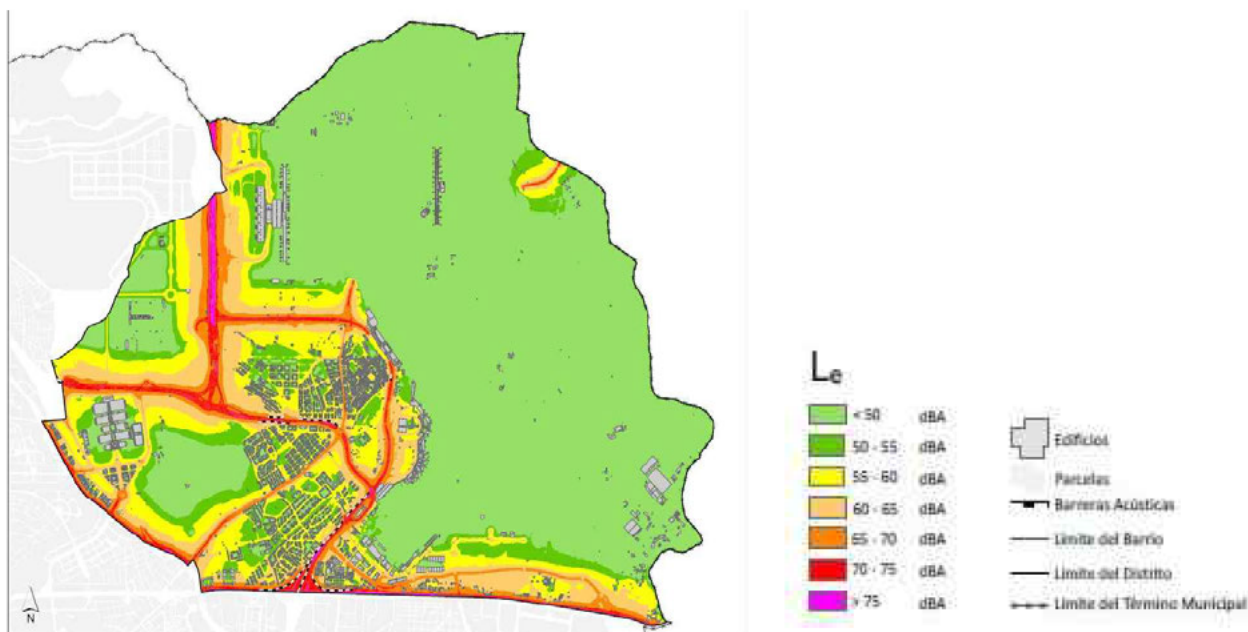 Le
< 50 dBA
50 - 55 dBA
55 - 60 dBA
60 - 65 dBA
65 - 70 dBA
70 - 75 dBA
> 75 dBA
Edificios
Parcelas
Barreras Acústicas
Límite del Barrio
Límite del Distrito
Límite del Término Municipal
N